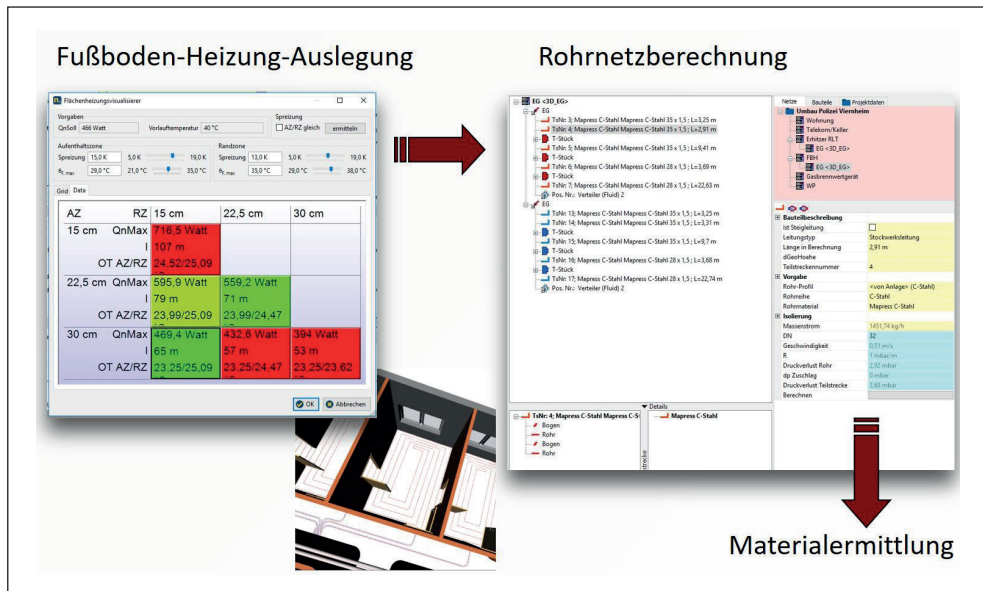 Fußboden-Heizung-Auslegung
Rohrnetzberechnung
Flächenheizungsvisualisierer
Vorgaben
Spreizung
QnSoll 466 Watt Vorlauftemperatur 40 °C
AZ/RZ gleich ermitteln
Aufenthaltszone
Randzone
Spreizung 15,0 K 5,0 K 19,0 K
Spreizung 13,0 K 5,0 K 19,0 K
θF, max 29,0 °C 21,0 °C 35,0 °C
θF, max 35,0 °C 29,0 °C 38,0 °C
Grid Data
AZ RZ 15 cm 22,5 cm 30 cm
15 cm QnMax 716,5 Watt
l 107 m
OT AZ/RZ 24,52/25,09
22,5 cm QnMax 595,9 Watt 559,2 Watt
l 79 m 71 m
OT AZ/RZ 23,99/25,09 23,99/24,47
30 cm QnMax 469,4 Watt 432,6 Watt 394 Watt
l 65 m 57 m 53 m
OT AZ/RZ 23,25/25,09 23,25/24,47 23,25/23,62
OK Abbrechen
EG <3D_EG>
EG
TsNr: 3; Mapress C-Stahl Mapress C-Stahl 35 x 1,5 ; L=3,25 m
TsNr: 4; Mapress C-Stahl Mapress C-Stahl 35 x 1,5 ; L=2,91 m
T-Stück
TsNr: 5; Mapress C-Stahl Mapress C-Stahl 35 x 1,5 ; L=9,41 m
T-Stück
TsNr: 6; Mapress C-Stahl Mapress C-Stahl 28 x 1,5 ; L=3,69 m
T-Stück
TsNr: 7; Mapress C-Stahl Mapress C-Stahl 28 x 1,5 ; L=22,63 m
Pos. Nr.: Verteiler (Fluid) 2
EG
TsNr: 13; Mapress C-Stahl Mapress C-Stahl 35 x 1,5 ; L=3,25 m
TsNr: 14; Mapress C-Stahl Mapress C-Stahl 35 x 1,5 ; L=3,31 m
T-Stück
TsNr: 15; Mapress C-Stahl Mapress C-Stahl 35 x 1,5 ; L=9,7 m
T-Stück
TsNr: 16; Mapress C-Stahl Mapress C-Stahl 28 x 1,5 ; L=3,68 m
T-Stück
TsNr: 17; Mapress C-Stahl Mapress C-Stahl 28 x 1,5 ; L=22,74 m
Pos. Nr.: Verteiler (Fluid) 2
Netze Bauteile Projektdaten
Umbau Polizei Viernheim
Wohnung
Telekom/Keller
Erhitzer RLT
EG <3D_EG>
FBH
EG <3D_EG>
Gasbrennwertgerät
WP
Bauteilbeschreibung
Ist Steigleitung
Leitungstyp Stockwerksleitung
Länge in Berechnung 2,91 m
dGeoHoehe
Teilstreckennummer 4
Vorgabe
Rohr-Profil <von Anlage> (C-Stahl)
Rohrreihe C-Stahl
Rohrmaterial Mapress C-Stahl
Isolierung
Massenstrom 1451,74 kg/h
DN 32
Geschwindigkeit 0,51 m/s
R 1 mbar/m
Druckverlust Rohr 2,92 mbar
dp Zuschlag 0 mbar
Druckverlust Teilstrecke 3,68 mbar
Berechnen
Details
TsNr: 4; Mapress C-Stahl Mapress C-S
Bogen
Rohr
Bogen
Rohr
strecke
Mapress C-Stahl
Materialermittlung